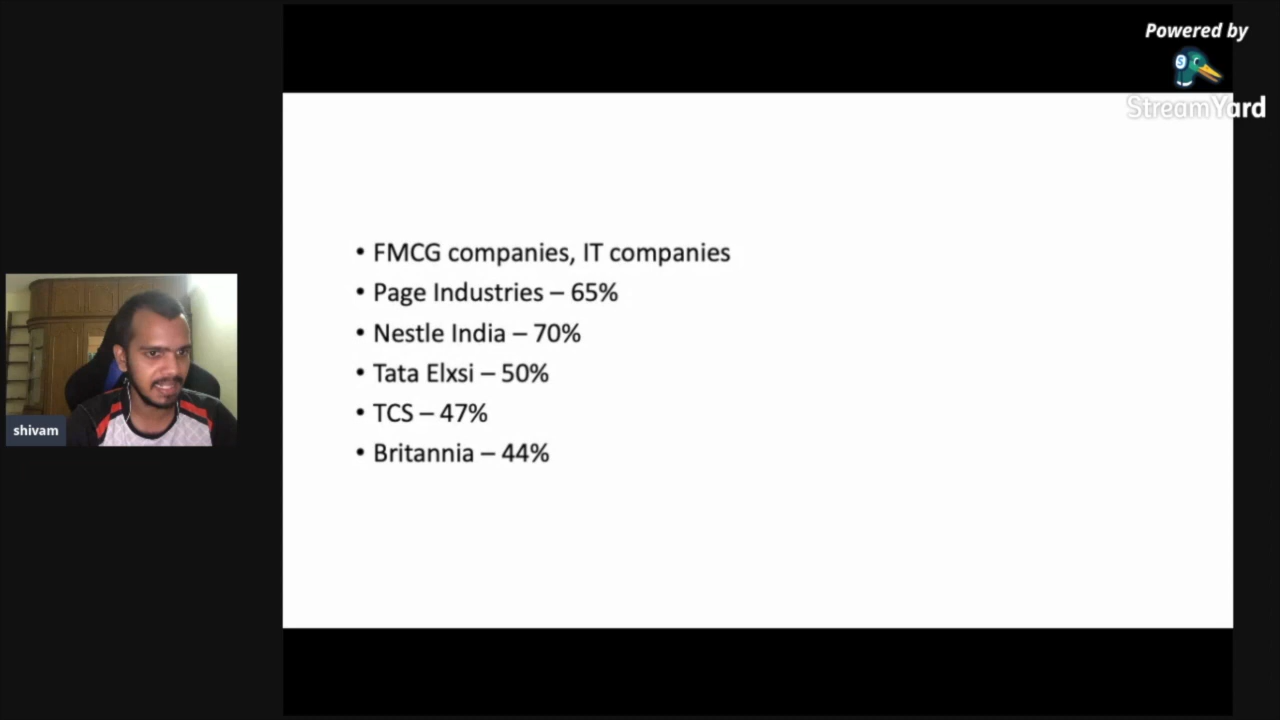 Powered by
StreamYard
• FMCG companies, IT companies
• Page Industries – 65%
• Nestle India – 70%
• Tata Elxsi – 50%
• TCS – 47%
• Britannia – 44%
shivam